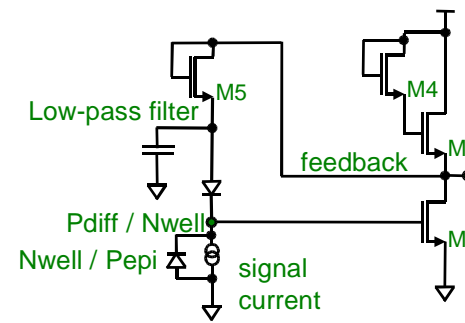 M5
M4
Low-pass filter
M
feedback
Pdiff / Nwell
M
Nwell / Pepi
signal
current